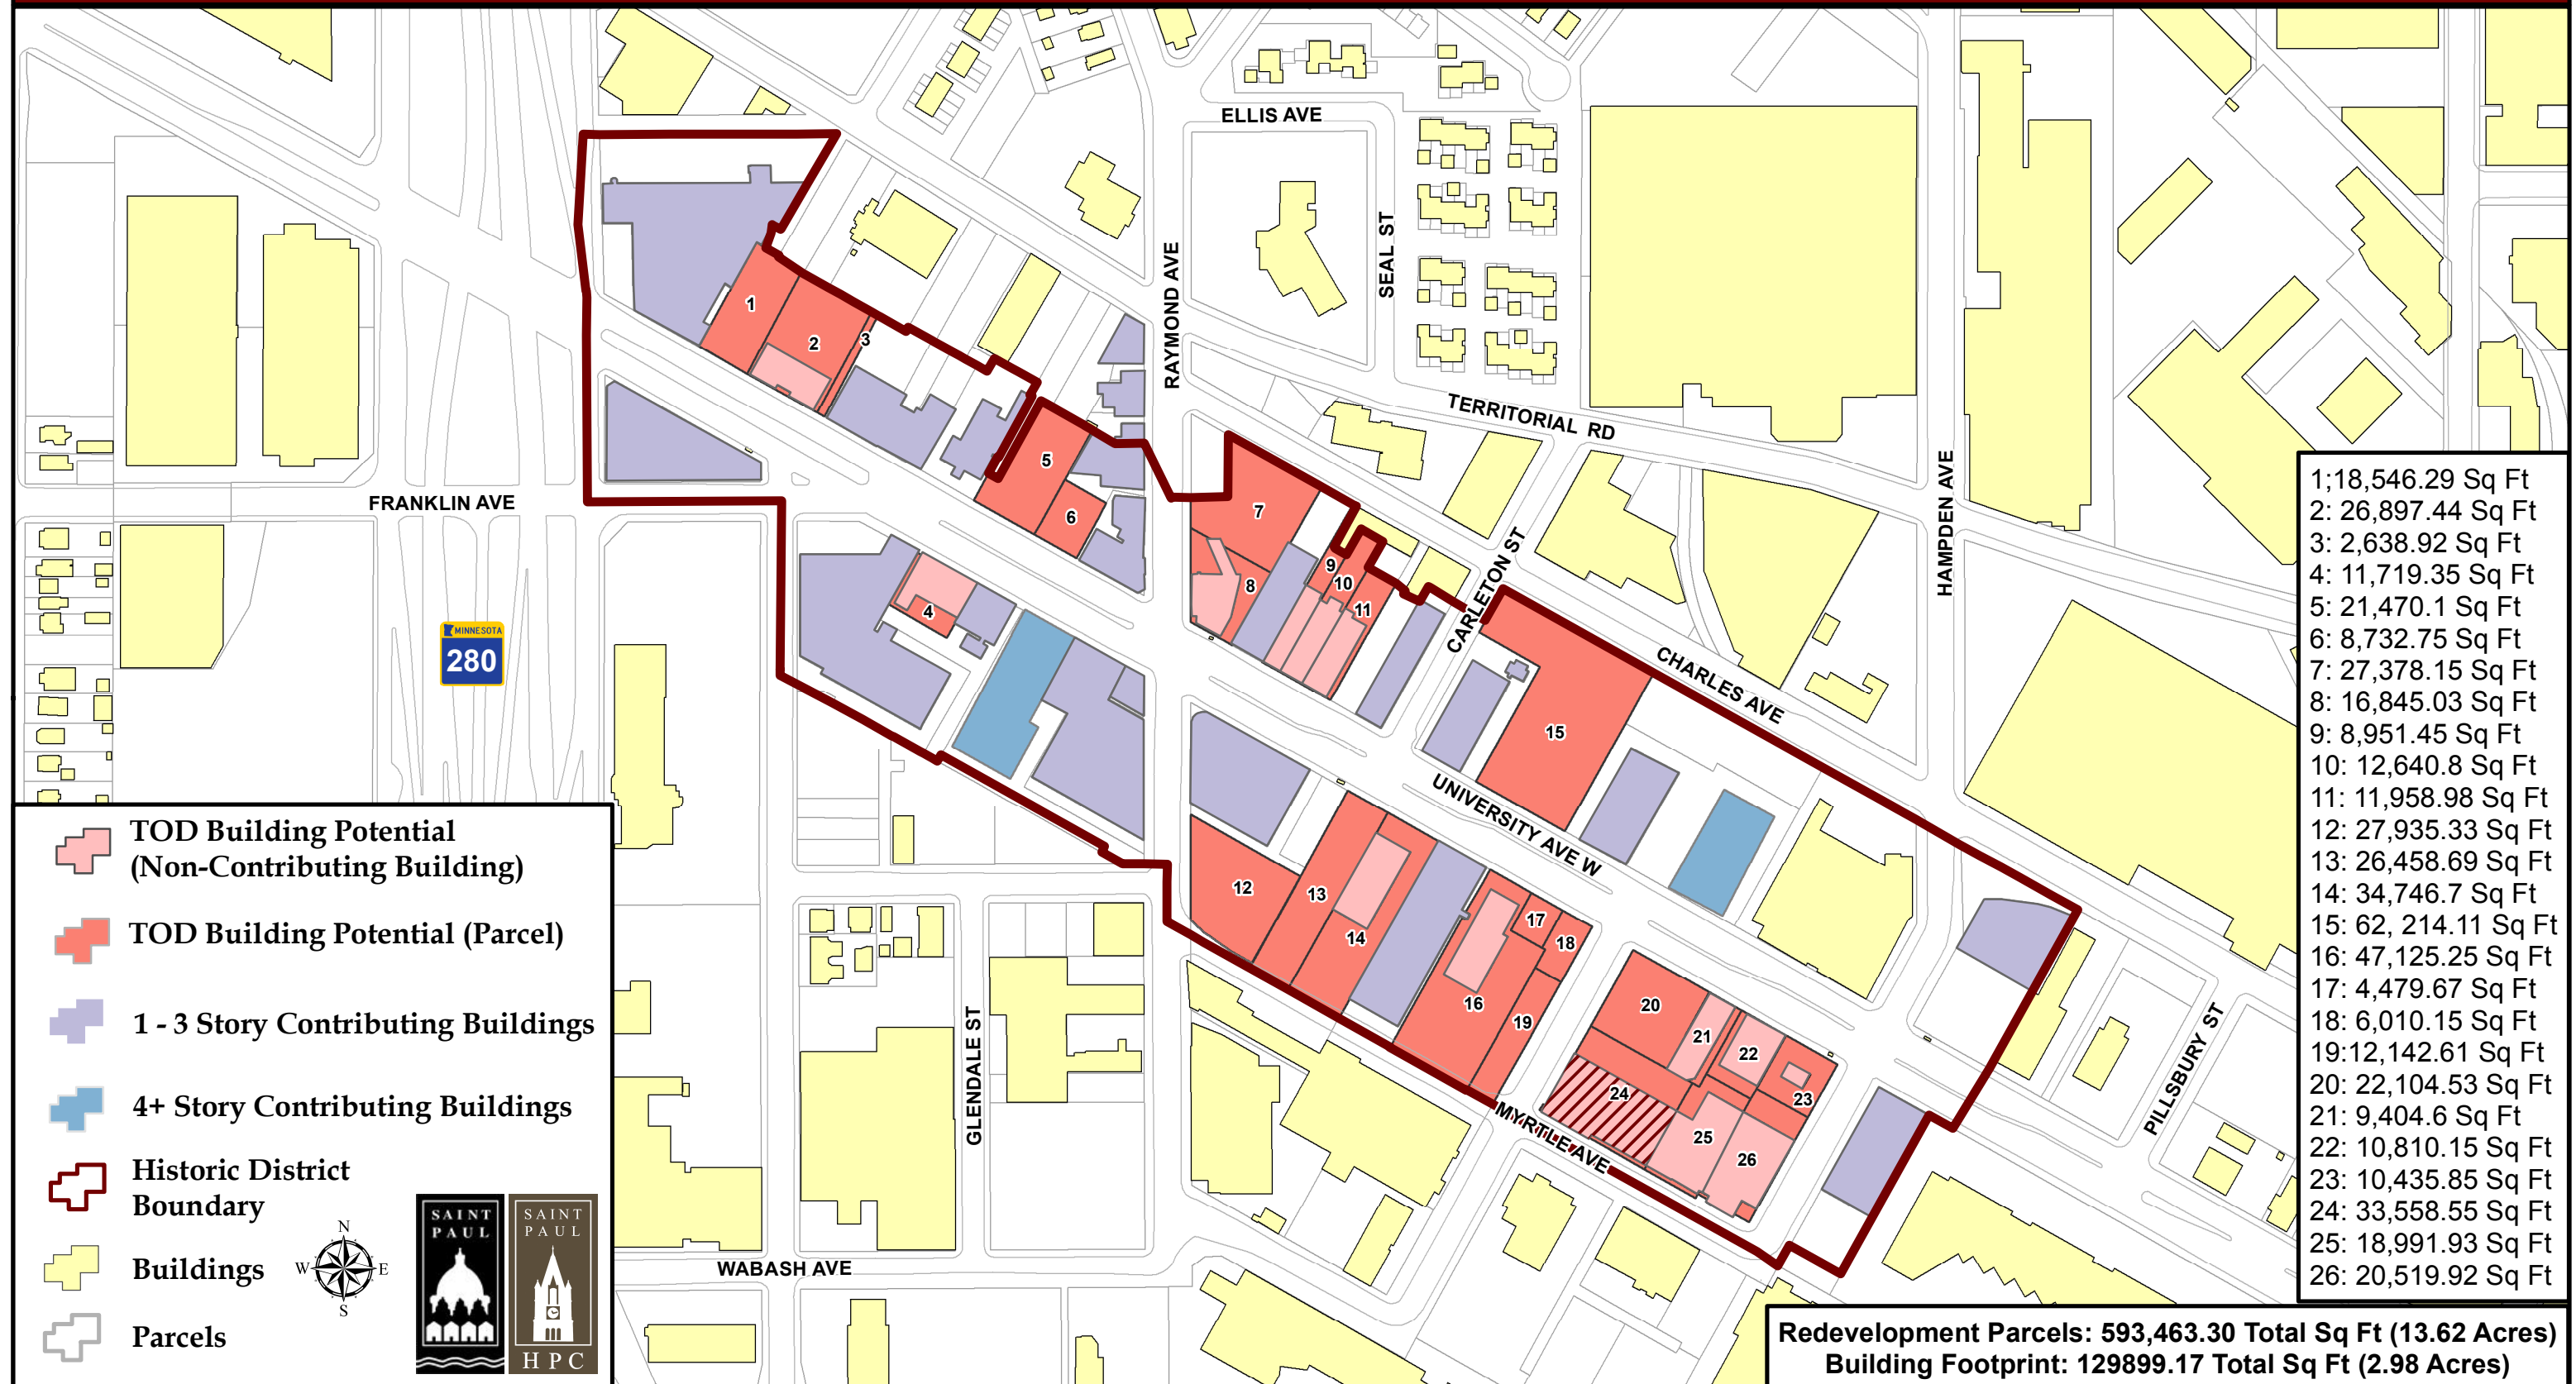 ELLIS AVE
SEAL ST
RAYMOND AVE
TERRITORIAL RD
FRANKLIN AVE
HAMPDEN AVE
CARLETON ST
CHARLES AVE
UNIVERSITY AVE W
GLENDALE ST
MYRTLE AVE
PILLSBURY ST
WABASH AVE
MINNESOTA
280
1
2
3
4
5
6
7
8
9
10
11
12
13
14
15
16
17
18
19
20
21
22
23
24
25
26
1;18,546.29 Sq Ft
2: 26,897.44 Sq Ft
3: 2,638.92 Sq Ft
4: 11,719.35 Sq Ft
5: 21,470.1 Sq Ft
6: 8,732.75 Sq Ft
7: 27,378.15 Sq Ft
8: 16,845.03 Sq Ft
9: 8,951.45 Sq Ft
10: 12,640.8 Sq Ft
11: 11,958.98 Sq Ft
12: 27,935.33 Sq Ft
13: 26,458.69 Sq Ft
14: 34,746.7 Sq Ft
15: 62, 214.11 Sq Ft
16: 47,125.25 Sq Ft
17: 4,479.67 Sq Ft
18: 6,010.15 Sq Ft
19:12,142.61 Sq Ft
20: 22,104.53 Sq Ft
21: 9,404.6 Sq Ft
22: 10,810.15 Sq Ft
23: 10,435.85 Sq Ft
24: 33,558.55 Sq Ft
25: 18,991.93 Sq Ft
26: 20,519.92 Sq Ft
TOD Building Potential
(Non-Contributing Building)
TOD Building Potential (Parcel)
1 - 3 Story Contributing Buildings
4+ Story Contributing Buildings
Historic District
Boundary
Buildings
Parcels
N
W
E
S
SAINT
PAUL
SAINT
PAUL
HPC
Redevelopment Parcels: 593,463.30 Total Sq Ft (13.62 Acres)
Building Footprint: 129899.17 Total Sq Ft (2.98 Acres)